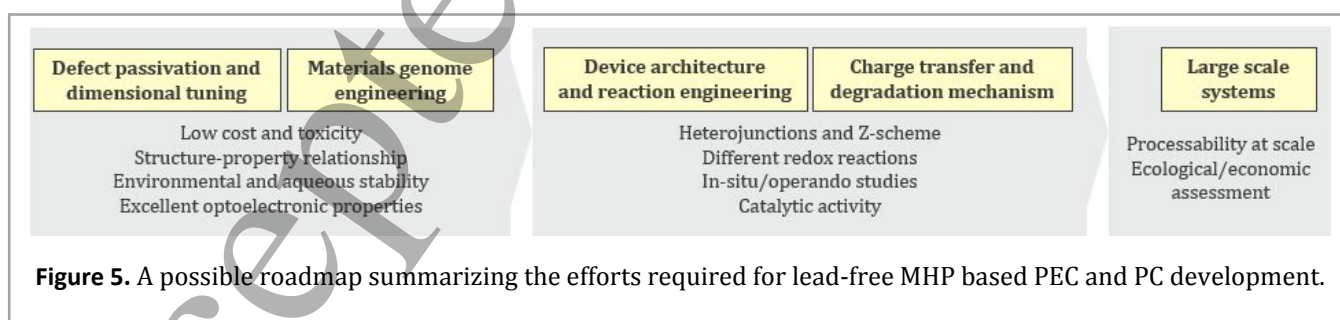 Defect passivation and
dimensional tuning
Materials genome
engineering
Low cost and toxicity
Structure-property relationship
Environmental and aqueous stability
Excellent optoelectronic properties
Device architecture
and reaction engineering
Charge transfer and
degradation mechanism
Heterojunctions and Z-scheme
Different redox reactions
In-situ/operando studies
Catalytic activity
Large scale
systems
Processability at scale
Ecological/economic
assessment
Figure 5. A possible roadmap summarizing the efforts required for lead-free MHP based PEC and PC development.